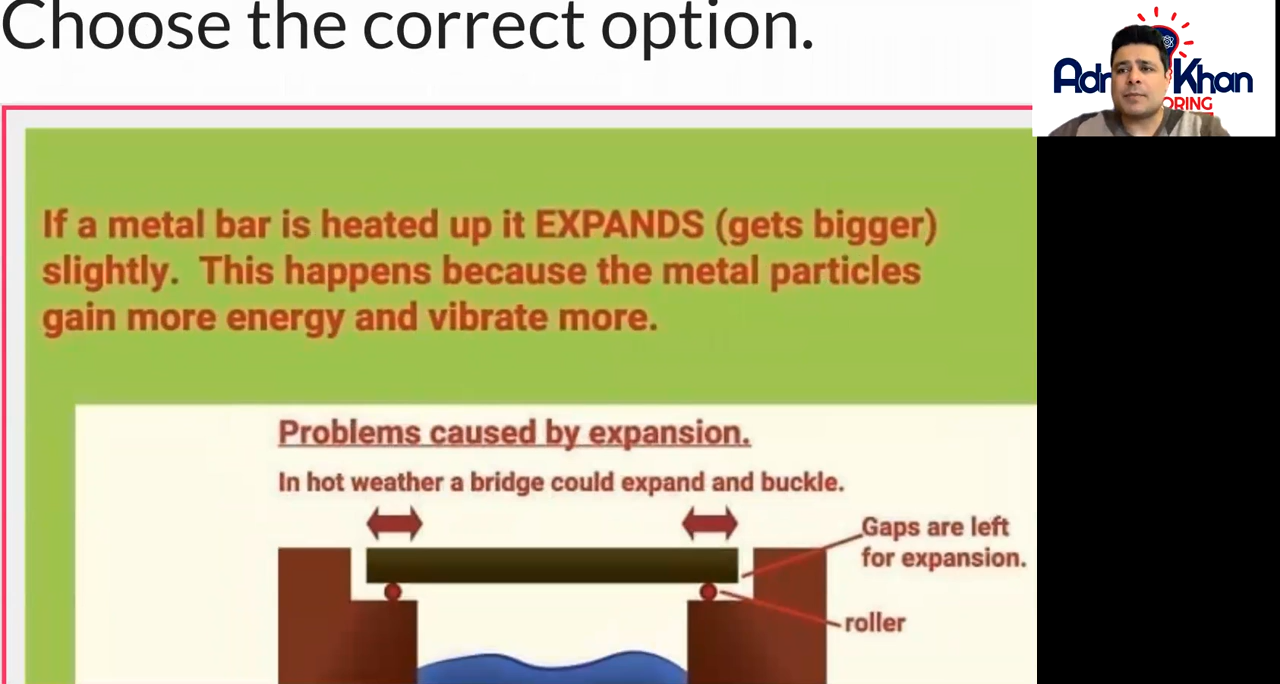 Choose the correct option.
If a metal bar is heated up it EXPANDS (gets bigger)
slightly. This happens because the metal particles
gain more energy and vibrate more.
Problems caused by expansion.
In hot weather a bridge could expand and buckle.
Gaps are left
for expansion.
roller
Khan